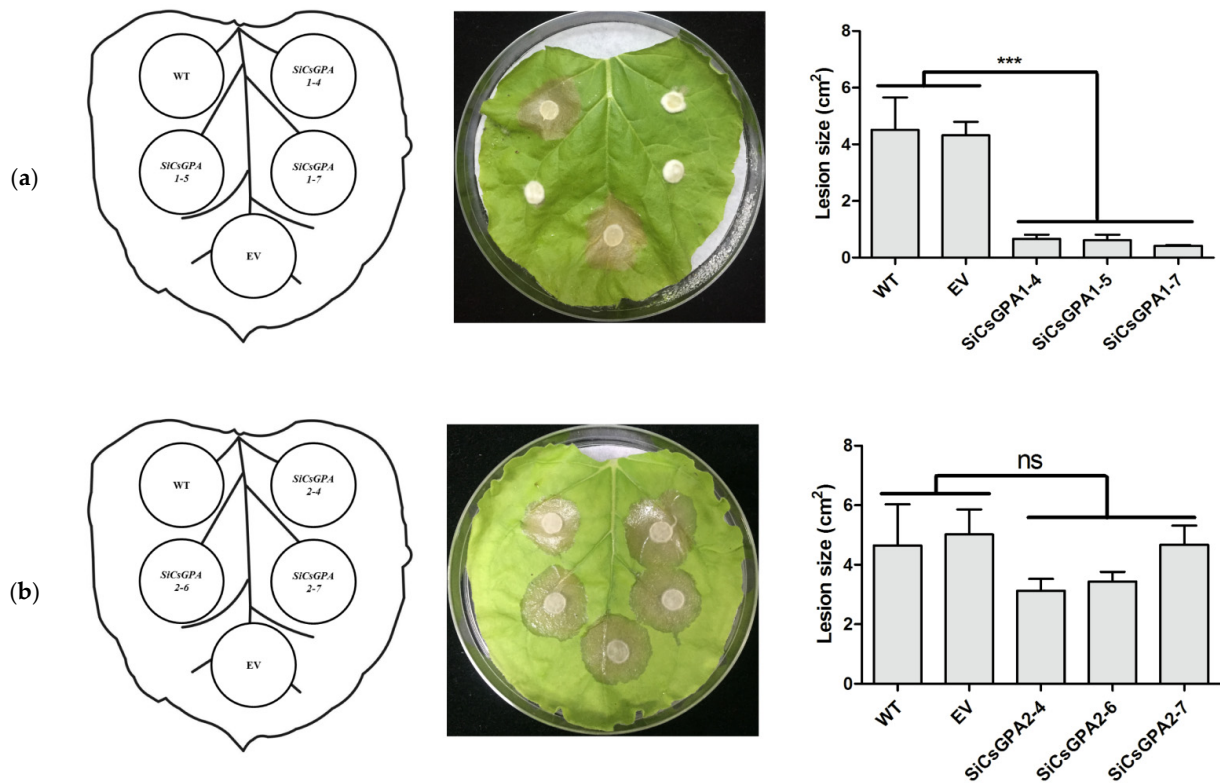 (a)
WT
SiCsGPA
1-4
SiCsGPA
1-5
SiCsGPA
1-7
EV
Lesion size (cm²)
8
6
4
2
0
***
WT
EV
SiCsGPA1-4
SiCsGPA1-5
SiCsGPA1-7
(b)
WT
SiCsGPA
2-4
SiCsGPA
2-6
SiCsGPA
2-7
EV
Lesion size (cm²)
8
6
4
2
0
ns
WT
EV
SiCsGPA2-4
SiCsGPA2-6
SiCsGPA2-7